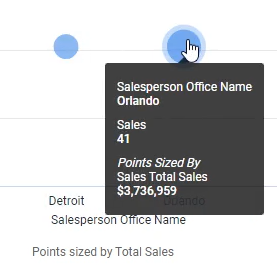 Salesperson Office Name
Orlando
Sales
41
Points Sized By
Sales Total Sales
$3,736,959
Detroit
Orlando
Salesperson Office Name
Points sized by Total Sales